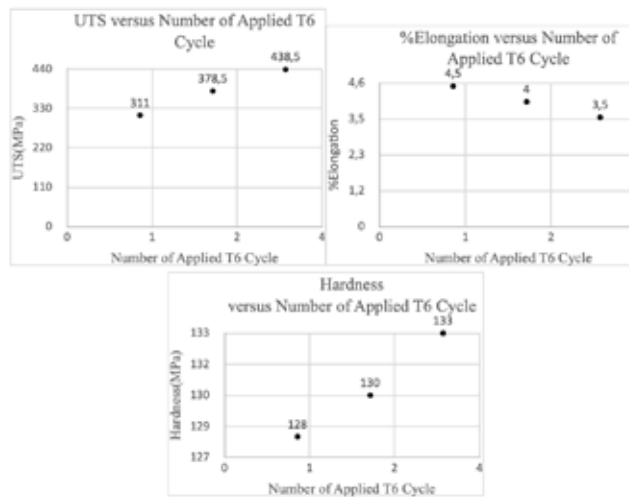 UTS versus Number of Applied T6
Cycle
440
330
220
110
0
UTS(MPa)
311
378,5
438,5
0
1
2
4
Number of Applied T6 Cycle
%Elongation versus Number of
Applied T6 Cycle
4,6
3,5
2,3
1,2
0
%Elongation
4,5
4
3,5
0
1
2
Number of Applied T6 Cycle
Hardness
versus Number of Applied T6 Cycle
133
132
130
129
127
Hardness(MPa)
128
130
133
0
1
2
4
Number of Applied T6 Cycle